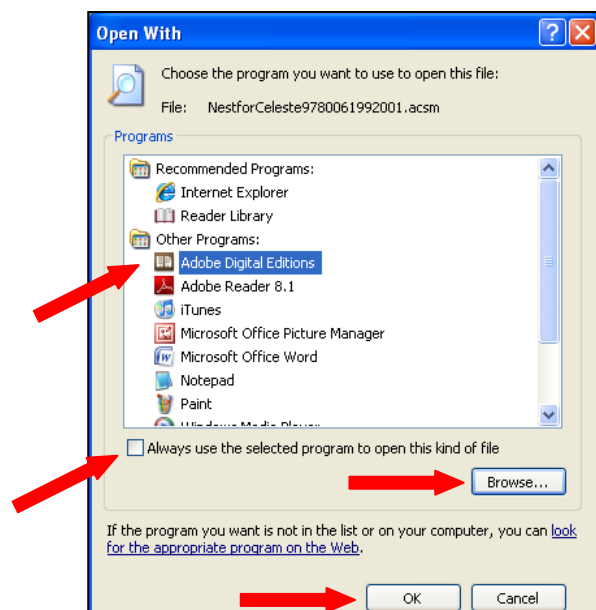 Open With
Choose the program you want to use to open this file:
File: NestforCeleste9780061992001.acsm
Programs
Recommended Programs:
Internet Explorer
Reader Library
Other Programs:
Adobe Digital Editions
Adobe Reader 8.1
iTunes
Microsoft Office Picture Manager
Microsoft Office Word
Notepad
Paint
Windows Media Player
Always use the selected program to open this kind of file
Browse...
If the program you want is not in the list or on your computer, you can look
for the appropriate program on the Web.
OK Cancel